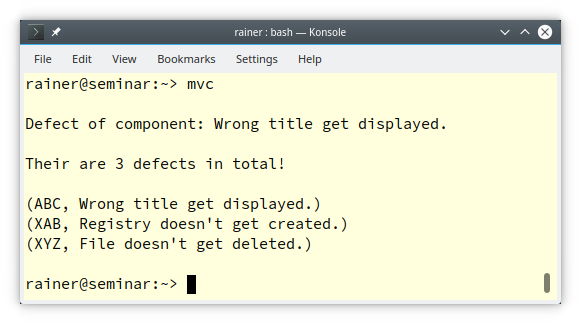 rainer : bash — Konsole
File Edit View Bookmarks Settings Help
rainer@seminar:~> mvc
Defect of component: Wrong title get displayed.
Their are 3 defects in total!
(ABC, Wrong title get displayed.)
(XAB, Registry doesn't get created.)
(XYZ, File doesn't get deleted.)
rainer@seminar:~>